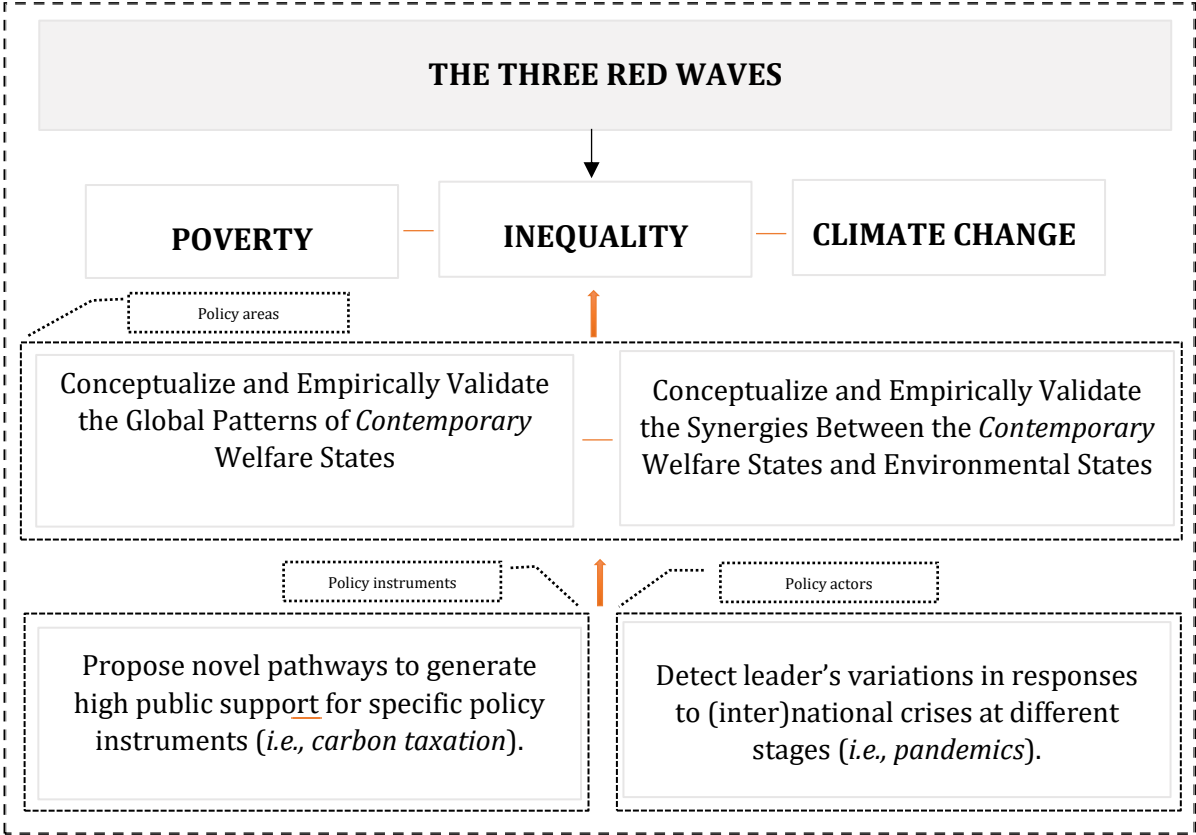 THE THREE RED WAVES
POVERTY
INEQUALITY
CLIMATE CHANGE
Policy areas
Conceptualize and Empirically Validate
the Global Patterns of Contemporary
Welfare States
Conceptualize and Empirically Validate
the Synergies Between the Contemporary
Welfare States and Environmental States
Policy instruments
Policy actors
Propose novel pathways to generate
high public support for specific policy
instruments (i.e., carbon taxation).
Detect leader’s variations in responses
to (inter)national crises at different
stages (i.e., pandemics).